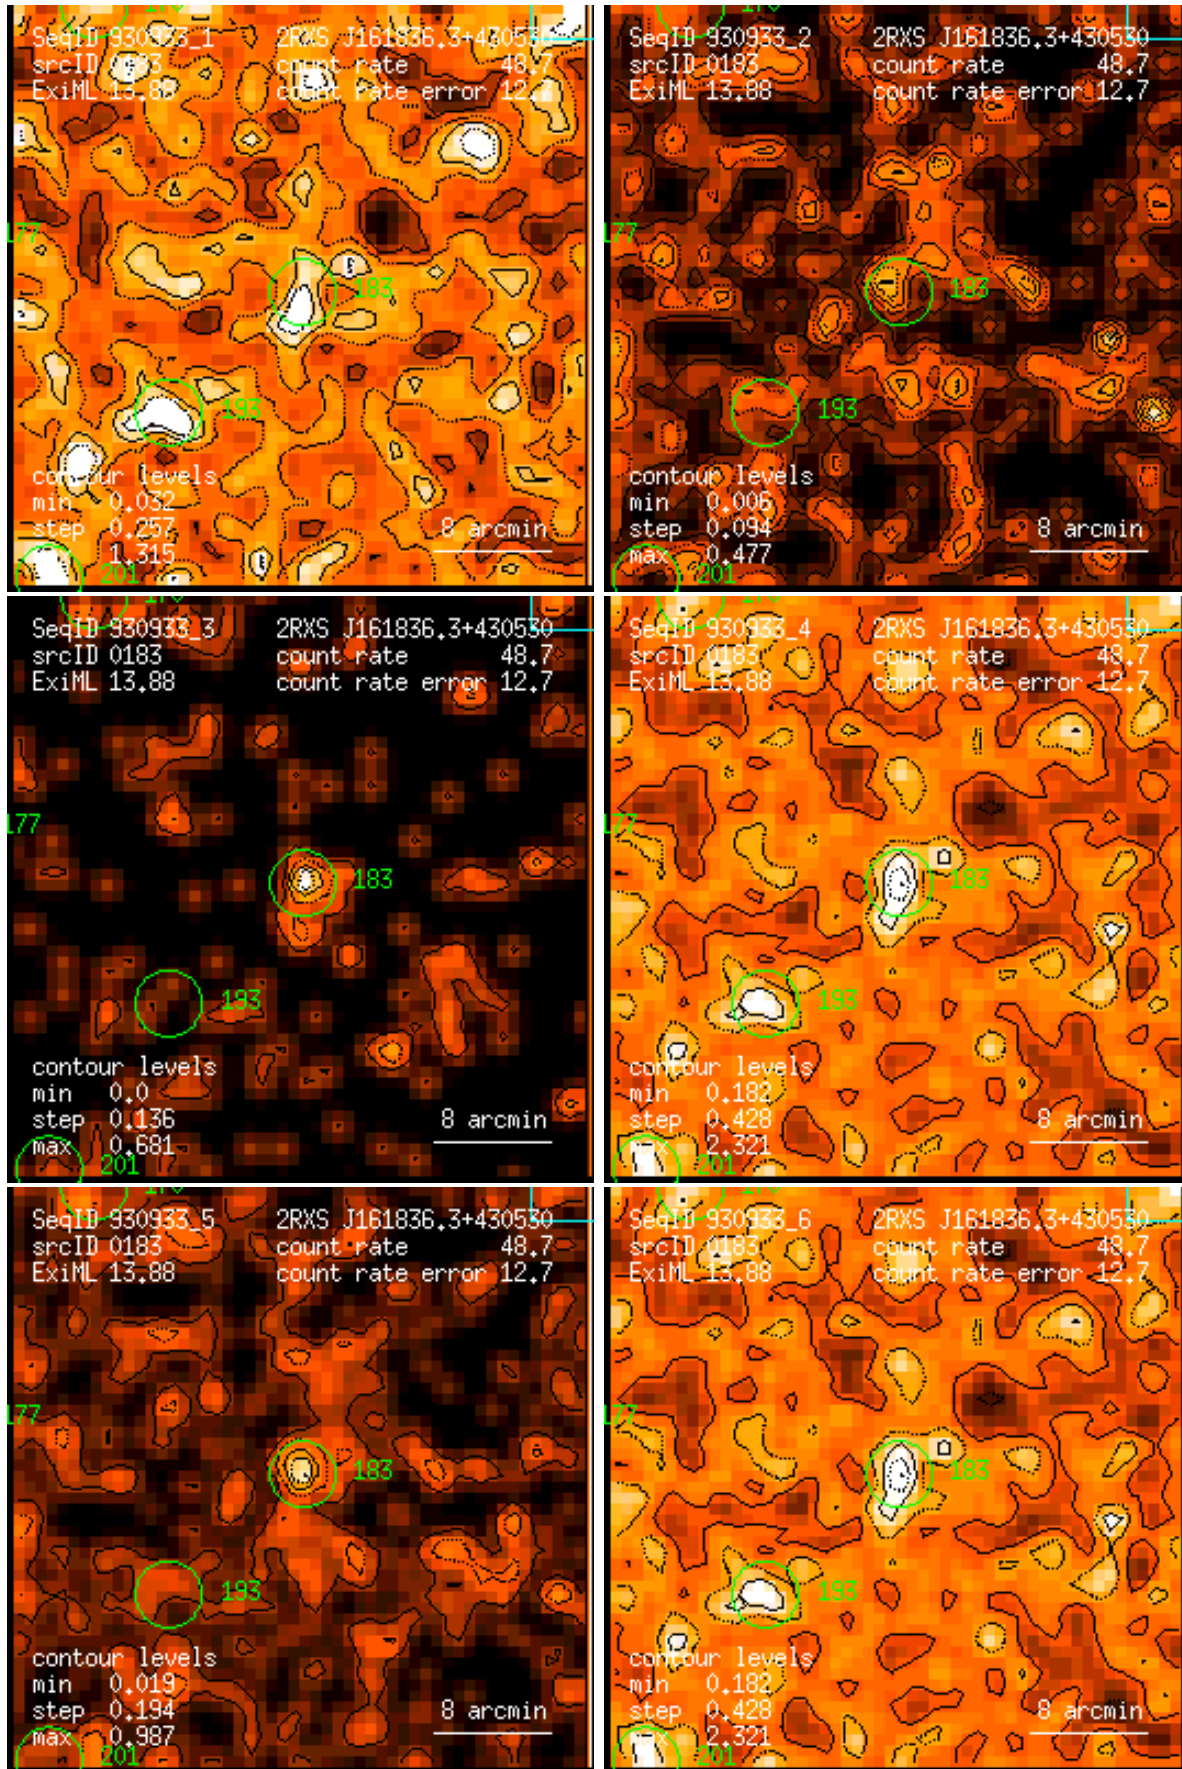 SeqID 930933_1 2RXS J161836.3+430530
srcID 0183 count rate 48.7
ExiML 13.88 count rate error 12.7
177
183
193
contour levels
min 0.032
step 0.257
1.315
8 arcmin
201
SeqID 930933_2 2RXS J161836.3+430530
srcID 0183 count rate 48.7
ExiML 13.88 count rate error 12.7
177
183
193
contour levels
min 0.006
step 0.094
max 0.477
8 arcmin
201
SeqID 930933_3 2RXS J161836.3+430530
srcID 0183 count rate 48.7
ExiML 13.88 count rate error 12.7
177
183
193
contour levels
min 0.0
step 0.136
max 0.681
8 arcmin
201
SeqID 930933_4 2RXS J161836.3+430530
srcID 0183 count rate 48.7
ExiML 13.88 count rate error 12.7
177
183
193
contour levels
min 0.182
step 0.428
2.321
8 arcmin
201
SeqID 930933_5 2RXS J161836.3+430530
srcID 0183 count rate 48.7
ExiML 13.88 count rate error 12.7
177
183
193
contour levels
min 0.019
step 0.194
max 0.987
8 arcmin
201
SeqID 930933_6 2RXS J161836.3+430530
srcID 0183 count rate 48.7
ExiML 13.88 count rate error 12.7
177
183
193
contour levels
min 0.182
step 0.428
2.321
8 arcmin
201